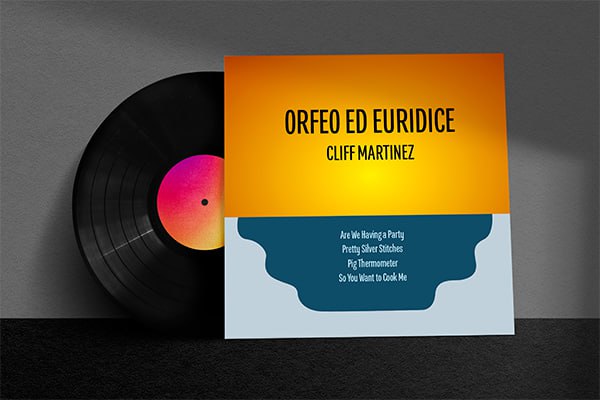 ORFEO ED EURIDICE
CLIFF MARTINEZ
Are We Having a Party
Pretty Silver Stitches
Pig Thermometer
So You Want to Cook Me